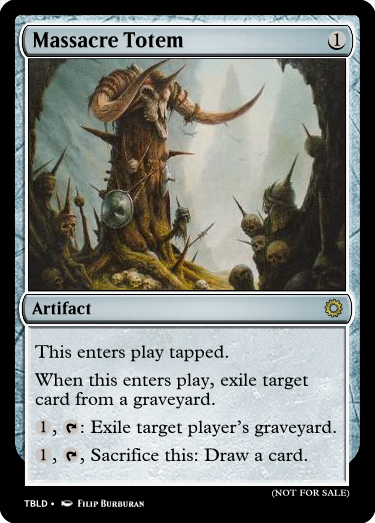 Massacre Totem 1
Artifact
This enters play tapped.
When this enters play, exile target
card from a graveyard.
1, : Exile target player's graveyard.
1, , Sacrifice this: Draw a card.
(NOT FOR SALE)
TBLD • Filip Burburan